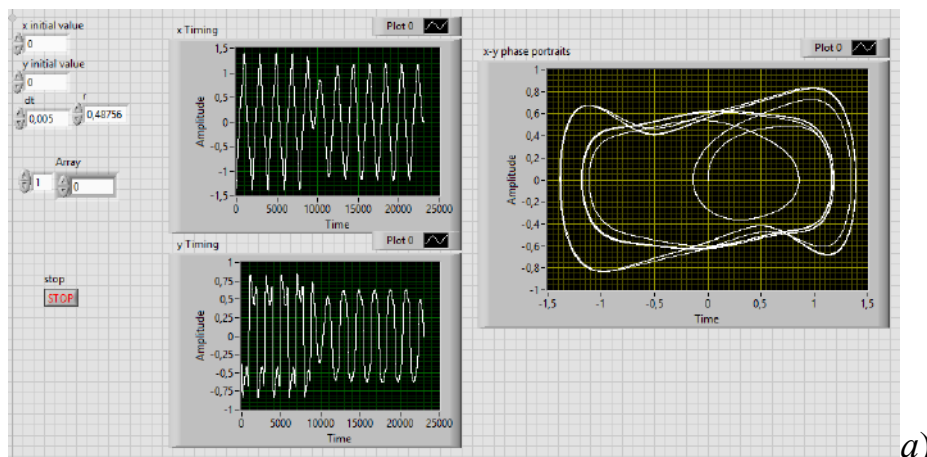 x initial value
0
y initial value
0
dt
r
0,005
0,48756
Array
1
0
stop
STOP
x Timing
Plot 0
1,5
1
0,5
0
-0,5
-1
-1,5
Amplitude
0 5000 10000 15000 20000 25000
Time
y Timing
Plot 0
1
0,75
0,5
0,25
0
-0,25
-0,5
-0,75
-1
Amplitude
0 5000 10000 15000 20000 25000
Time
x-y phase portraits
Plot 0
1
0,8
0,6
0,4
0,2
0
-0,2
-0,4
-0,6
-0,8
-1
Amplitude
-1,5 -1 -0,5 0 0,5 1 1,5
Time
a)